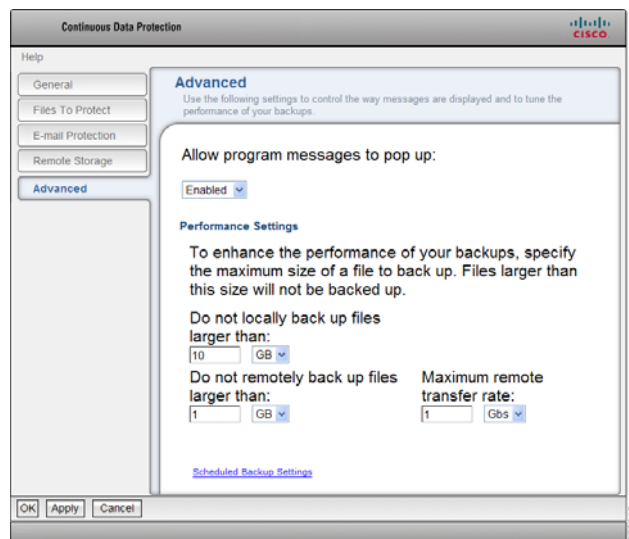 Continuous Data Protection
CISCO
Help
General
Files To Protect
E-mail Protection
Remote Storage
Advanced
Advanced
Use the following settings to control the way messages are displayed and to tune the
performance of your backups.
Allow program messages to pop up:
Enabled
Performance Settings
To enhance the performance of your backups, specify
the maximum size of a file to back up. Files larger than
this size will not be backed up.
Do not locally back up files
larger than:
10 GB
Do not remotely back up files
larger than:
1 GB
Maximum remote
transfer rate:
1 Gbs
Scheduled Backup Settings
OK Apply Cancel